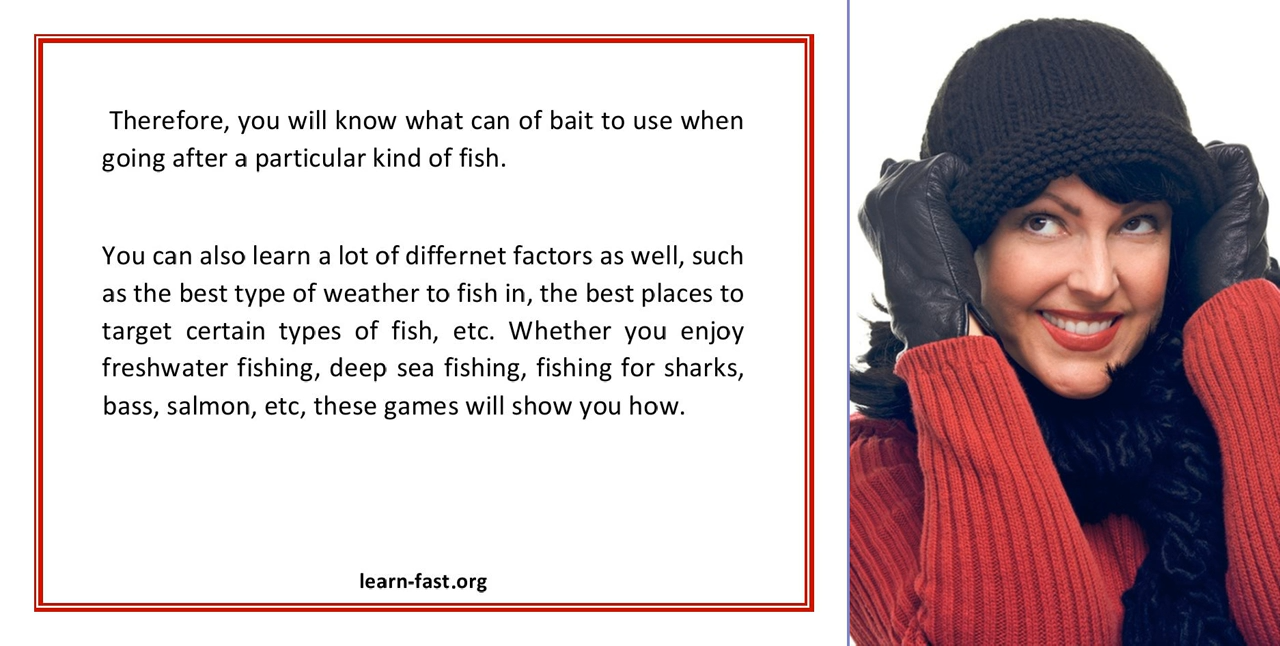 Therefore, you will know what can of bait to use when
going after a particular kind of fish.
You can also learn a lot of differnet factors as well, such
as the best type of weather to fish in, the best places to
target certain types of fish, etc. Whether you enjoy
freshwater fishing, deep sea fishing, fishing for sharks,
bass, salmon, etc, these games will show you how.
learn-fast.org